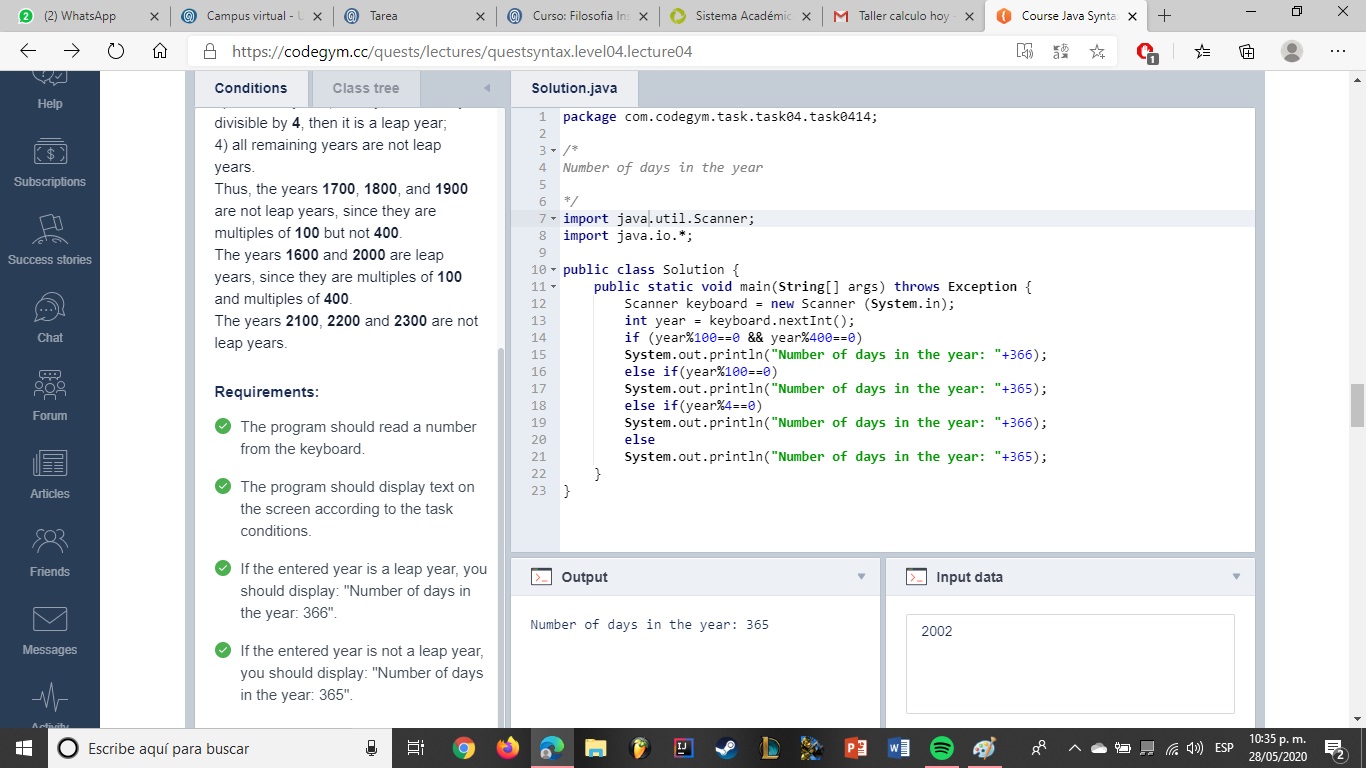 (2) WhatsApp
Campus virtual - U
Tarea
Curso: Filosofia Ins
Sistema Académic
Taller calculo hoy -
Course Java Synta
https://codegym.cc/quests/lectures/questsyntax.level04.lecture04
1
Help
Subscriptions
Success stories
Chat
Forum
Articles
Friends
Messages
Activity
Conditions
Class tree
divisible by 4, then it is a leap year;
4) all remaining years are not leap
years.
Thus, the years 1700, 1800, and 1900
are not leap years, since they are
multiples of 100 but not 400.
The years 1600 and 2000 are leap
years, since they are multiples of 100
and multiples of 400.
The years 2100, 2200 and 2300 are not
leap years.
Requirements:
The program should read a number
from the keyboard.
The program should display text on
the screen according to the task
conditions.
If the entered year is a leap year, you
should display: "Number of days in
the year: 366".
If the entered year is not a leap year,
you should display: "Number of days
in the year: 365".
Solution.java
1 package com.codegym.task.task04.task0414;
2
3 /*
4 Number of days in the year
5
6 */
7 import java.util.Scanner;
8 import java.io.*;
9
10 public class Solution {
11 public static void main(String[] args) throws Exception {
12 Scanner keyboard = new Scanner (System.in);
13 int year = keyboard.nextInt();
14 if (year%100==0 && year%400==0)
15 System.out.println("Number of days in the year: "+366);
16 else if(year%100==0)
17 System.out.println("Number of days in the year: "+365);
18 else if(year%4==0)
19 System.out.println("Number of days in the year: "+366);
20 else
21 System.out.println("Number of days in the year: "+365);
22 }
23 }
Output
Number of days in the year: 365
Input data
2002
Escribe aquí para buscar
ESP
10:35 p. m.
28/05/2020
2